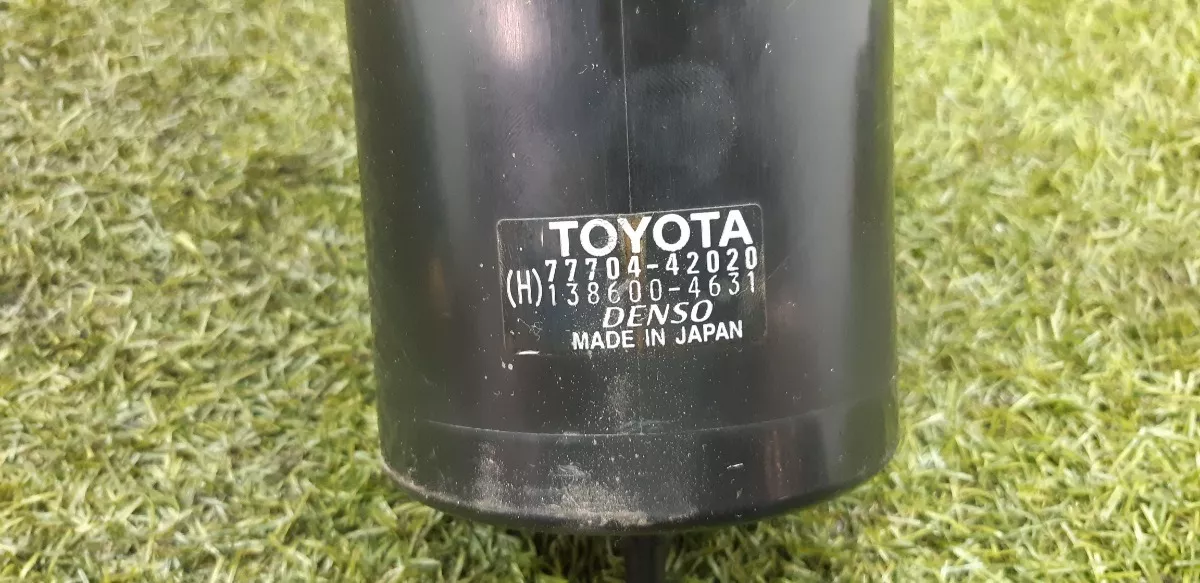 TOYOTA
77704-42020
(H) 138600-4631
DENSO
MADE IN JAPAN